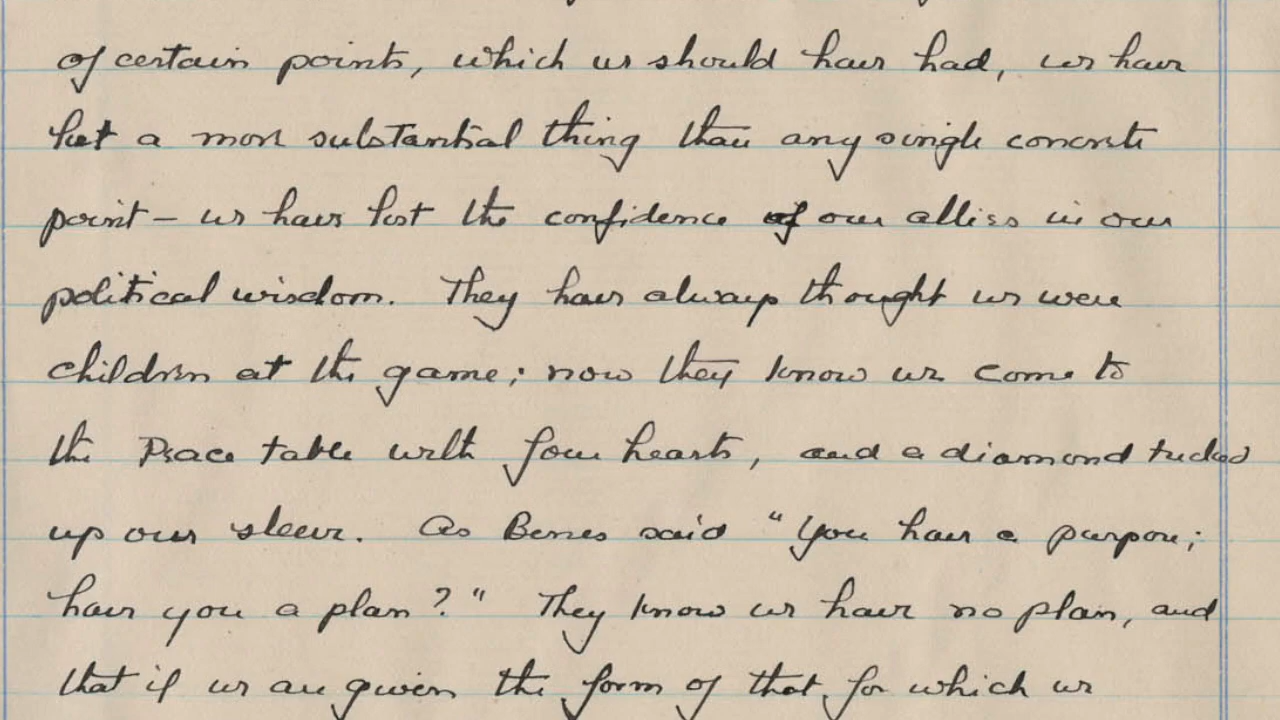 of certain points, which we should have had, we have
lost a more substantial thing than any single concrete
point – we have lost the confidence of our allies in our
political wisdom. They have always thought we were
children at the game; now they know we come to
the Peace table with four hearts, and a diamond tucked
up our sleeve. As Benes said "You have a purpose;
have you a plan?" They know we have no plan, and
that if we are given the form of that, for which we